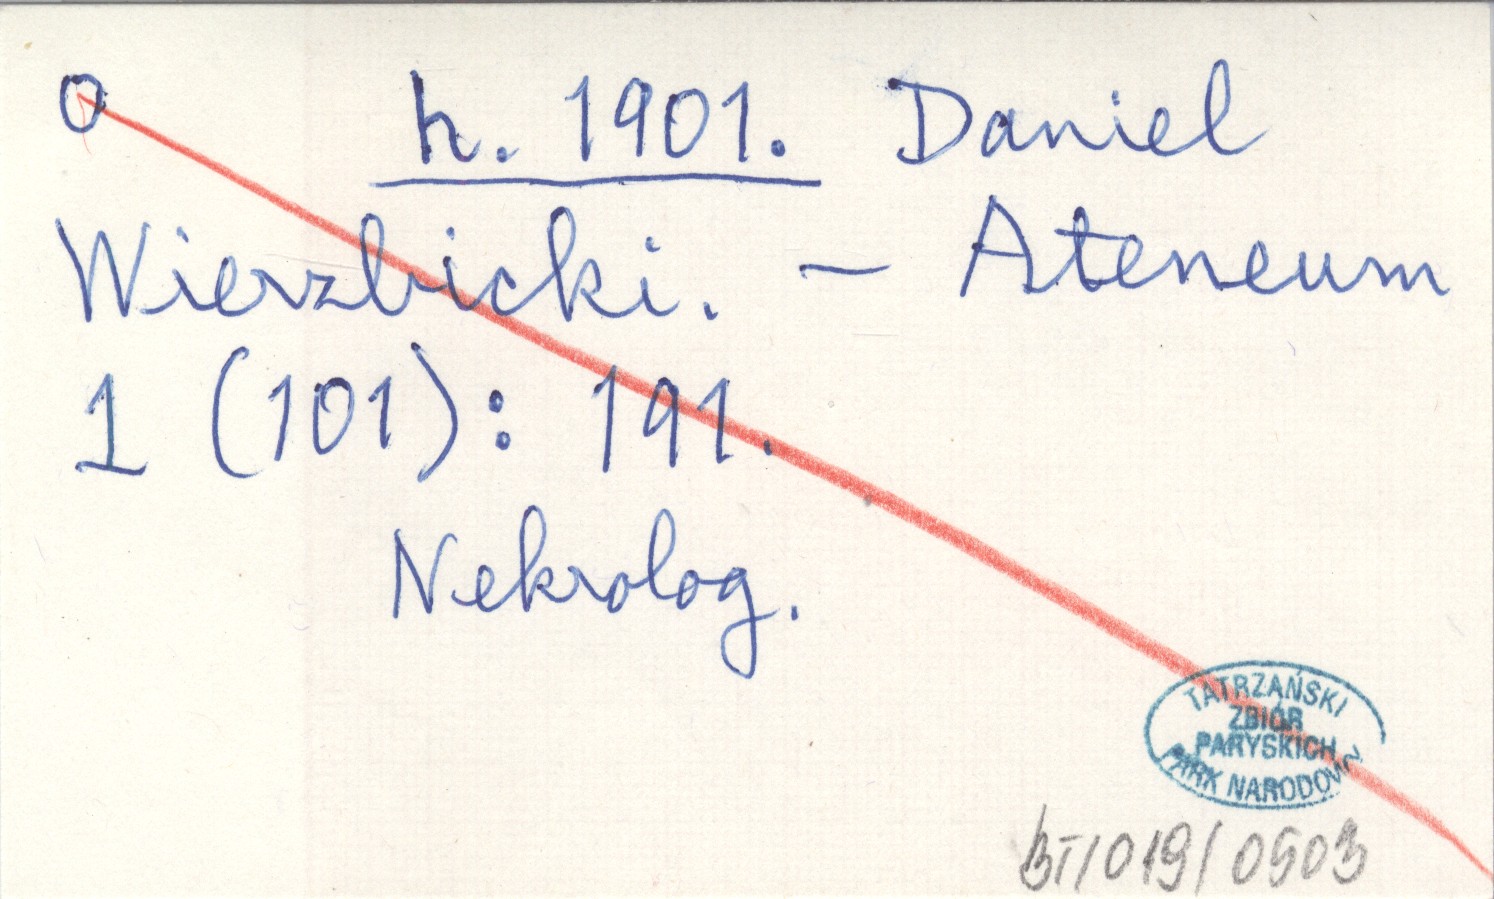 O h. 1901. Daniel
Wierzbicki. — Ateneum
1 (101): 191.
Nekrolog.
TATRZAŃSKI
ZBIÓR
PARYSKICH
PARK NARODOWY
BT/019/0503